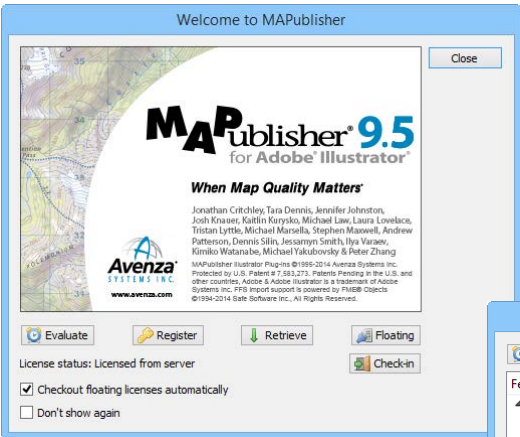 Welcome to MAPublisher
Close
35
MAPublisher® 9.5
for Adobe® Illustrator®
When Map Quality Matters®
Jonathan Critchley, Tara Dennis, Jennifer Johnston,
Josh Knauer, Kaitlin Kurysko, Michael Law, Laura Lovelace,
Tristan Lyttle, Michael Marsella, Stephen Maxwell, Andrew
Patterson, Dennis Silin, Jessamyn Smith, Ilya Varaev,
Kimiko Watanabe, Michael Yakubovsky & Peter Zhang
MAPublisher Illustrator Plug-ins ©1995-2014 Avenza Systems Inc.
Protected by U.S. Patent # 7,583,273. Patents Pending in the U.S. and
other countries, Adobe & Adobe Illustrator is a trademark of Adobe
Systems Inc. FFS import support is powered by FME® Objects
©1994-2014 Safe Software Inc., All Rights Reserved.
Avenza®
SYSTEMS INC.
www.avenza.com
Evaluate
Register
Retrieve
Floating
License status: Licensed from server
Check-in
Checkout floating licenses automatically
Don't show again
Fe